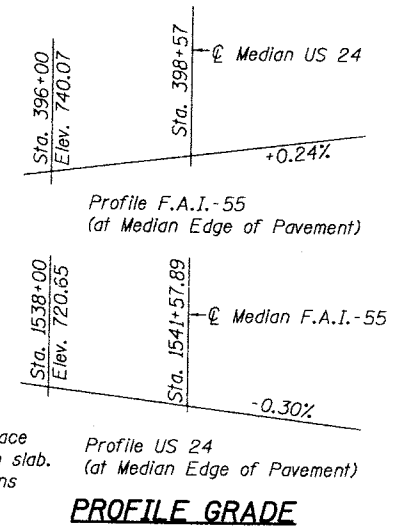 Sta. 396+00
Elev. 740.07
Sta. 398+57
℄ Median US 24
+0.24%
Profile F.A.I.-55
(at Median Edge of Pavement)
Sta. 1538+00
Elev. 720.65
Sta. 1541+57.89
℄ Median F.A.I.-55
-0.30%
ace
slab.
ns
Profile US 24
(at Median Edge of Pavement)
PROFILE GRADE